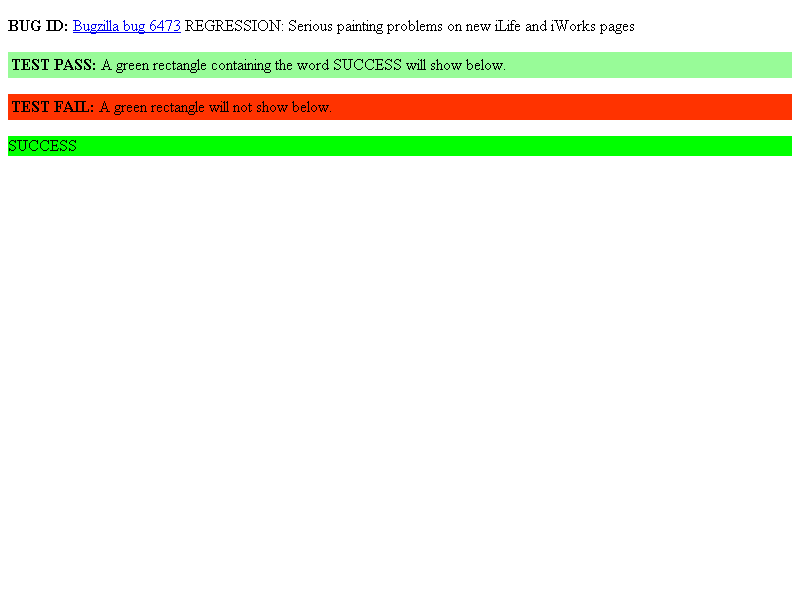 BUG ID: Bugzilla bug 6473 REGRESSION: Serious painting problems on new iLife and iWorks pages
TEST PASS: A green rectangle containing the word SUCCESS will show below.
TEST FAIL: A green rectangle will not show below.
SUCCESS